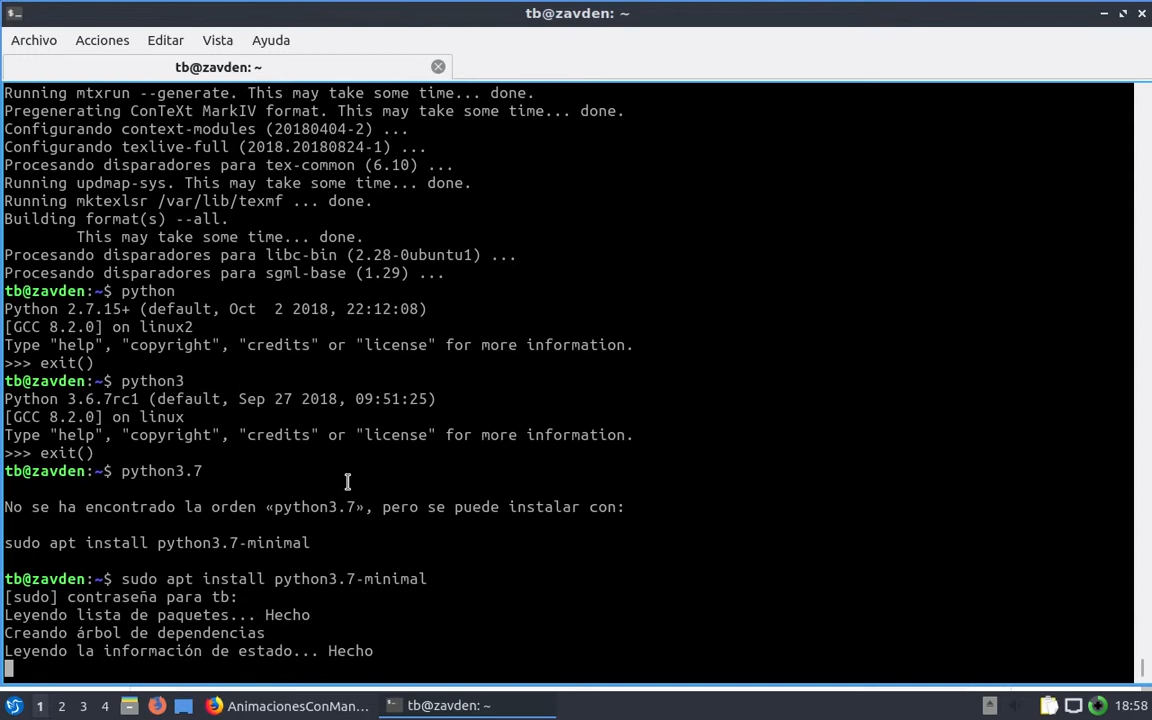 tb@zavden: ~
Archivo Acciones Editar Vista Ayuda
tb@zavden: ~
Running mtxrun --generate. This may take some time... done.
Pregenerating ConTeXt MarkIV format. This may take some time... done.
Configurando context-modules (20180404-2) ...
Configurando texlive-full (2018.20180824-1) ...
Procesando disparadores para tex-common (6.10) ...
Running updmap-sys. This may take some time... done.
Running mktexlsr /var/lib/texmf ... done.
Building format(s) --all.
        This may take some time... done.
Procesando disparadores para libc-bin (2.28-0ubuntu1) ...
Procesando disparadores para sgml-base (1.29) ...
tb@zavden:~$ python
Python 2.7.15+ (default, Oct  2 2018, 22:12:08)
[GCC 8.2.0] on linux2
Type "help", "copyright", "credits" or "license" for more information.
>>> exit()
tb@zavden:~$ python3
Python 3.6.7rc1 (default, Sep 27 2018, 09:51:25)
[GCC 8.2.0] on linux
Type "help", "copyright", "credits" or "license" for more information.
>>> exit()
tb@zavden:~$ python3.7
No se ha encontrado la orden «python3.7», pero se puede instalar con:
sudo apt install python3.7-minimal
tb@zavden:~$ sudo apt install python3.7-minimal
[sudo] contraseña para tb:
Leyendo lista de paquetes... Hecho
Creando árbol de dependencias
Leyendo la información de estado... Hecho
1 2 3 4 AnimacionesConMan... tb@zavden: ~ 18:58